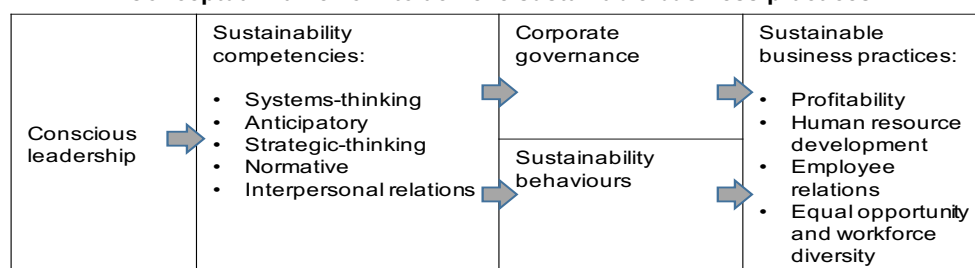 Conscious
leadership
Sustainability
competencies:
• Systems-thinking
• Anticipatory
• Strategic-thinking
• Normative
• Interpersonal relations
Corporate
governance
Sustainability
behaviours
Sustainable
business practices:
• Profitability
• Human resource
development
• Employee
relations
• Equal opportunity
and workforce
diversity